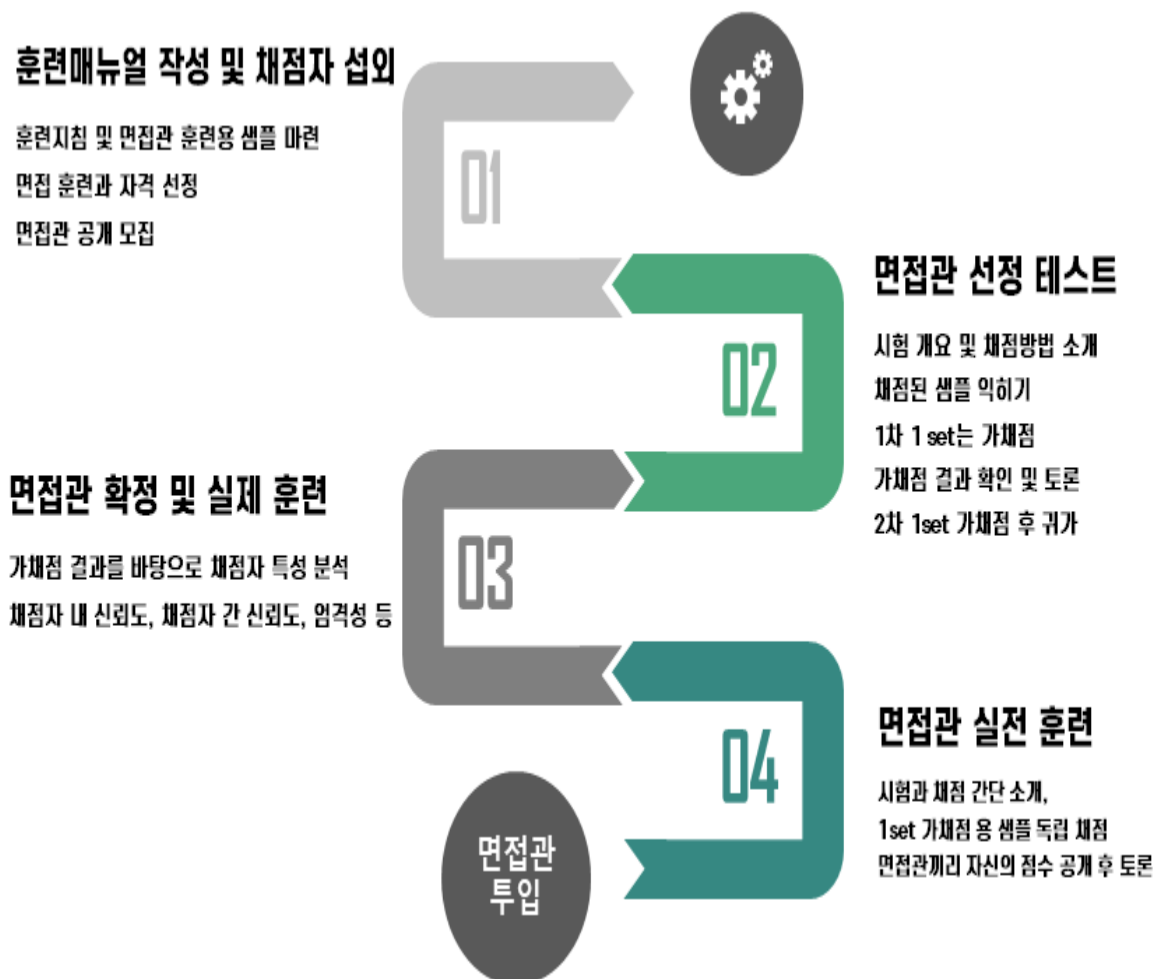 훈련매뉴얼 작성 및 채점자 섭외
훈련지침 및 면접관 훈련용 샘플 마련
면접 훈련과 자격 선정
면접관 공개 모집
01
면접관 선정 테스트
시험 개요 및 채점방법 소개
채점된 샘플 익히기
1차 1 set는 가채점
가채점 결과 확인 및 토론
2차 1set 가채점 후 귀가
02
면접관 확정 및 실제 훈련
가채점 결과를 바탕으로 채점자 특성 분석
채점자 내 신뢰도, 채점자 간 신뢰도, 엄격성 등
03
면접관 실전 훈련
시험과 채점 간단 소개,
1set 가채점 용 샘플 독립 채점
면접관끼리 자신의 점수 공개 후 토론
04
면접관
투입